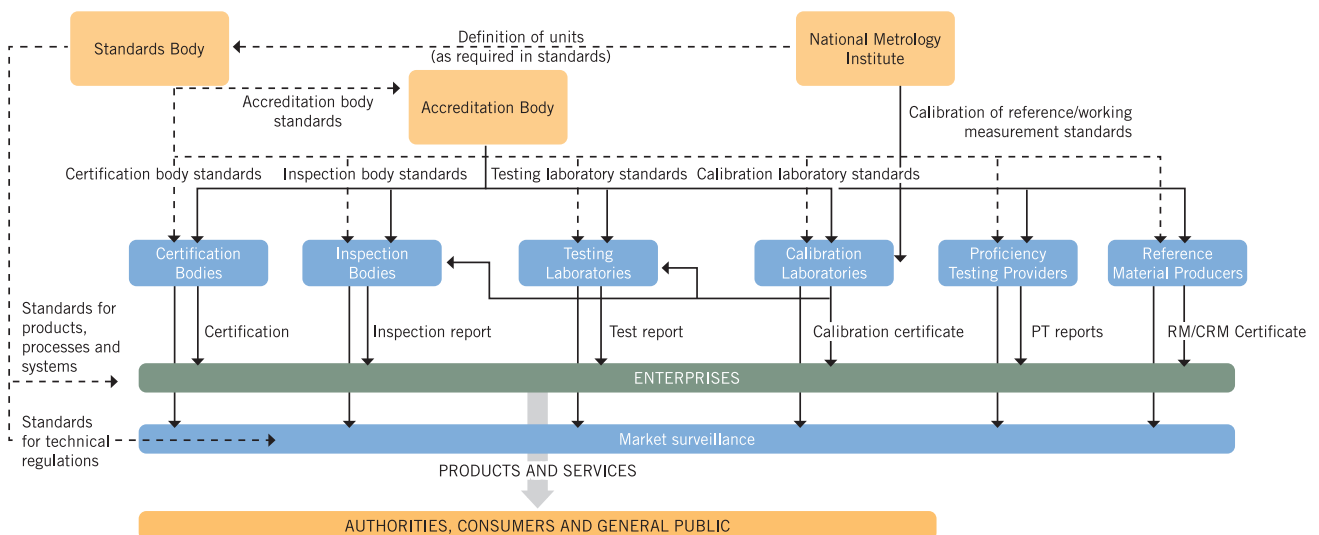 Standards Body
Definition of units
(as required in standards)
National Metrology
Institute
Accreditation body
standards
Accreditation Body
Calibration of reference/working
measurement standards
Certification body standards
Inspection body standards
Testing laboratory standards
Calibration laboratory standards
Certification
Bodies
Inspection
Bodies
Testing
Laboratories
Calibration
Laboratories
Proficiency
Testing Providers
Reference
Material Producers
Standards for
products,
processes and
systems
Certification
Inspection report
Test report
Calibration certificate
PT reports
RM/CRM Certificate
ENTERPRISES
Standards
for technical
regulations
Market surveillance
PRODUCTS AND SERVICES
AUTHORITIES, CONSUMERS AND GENERAL PUBLIC